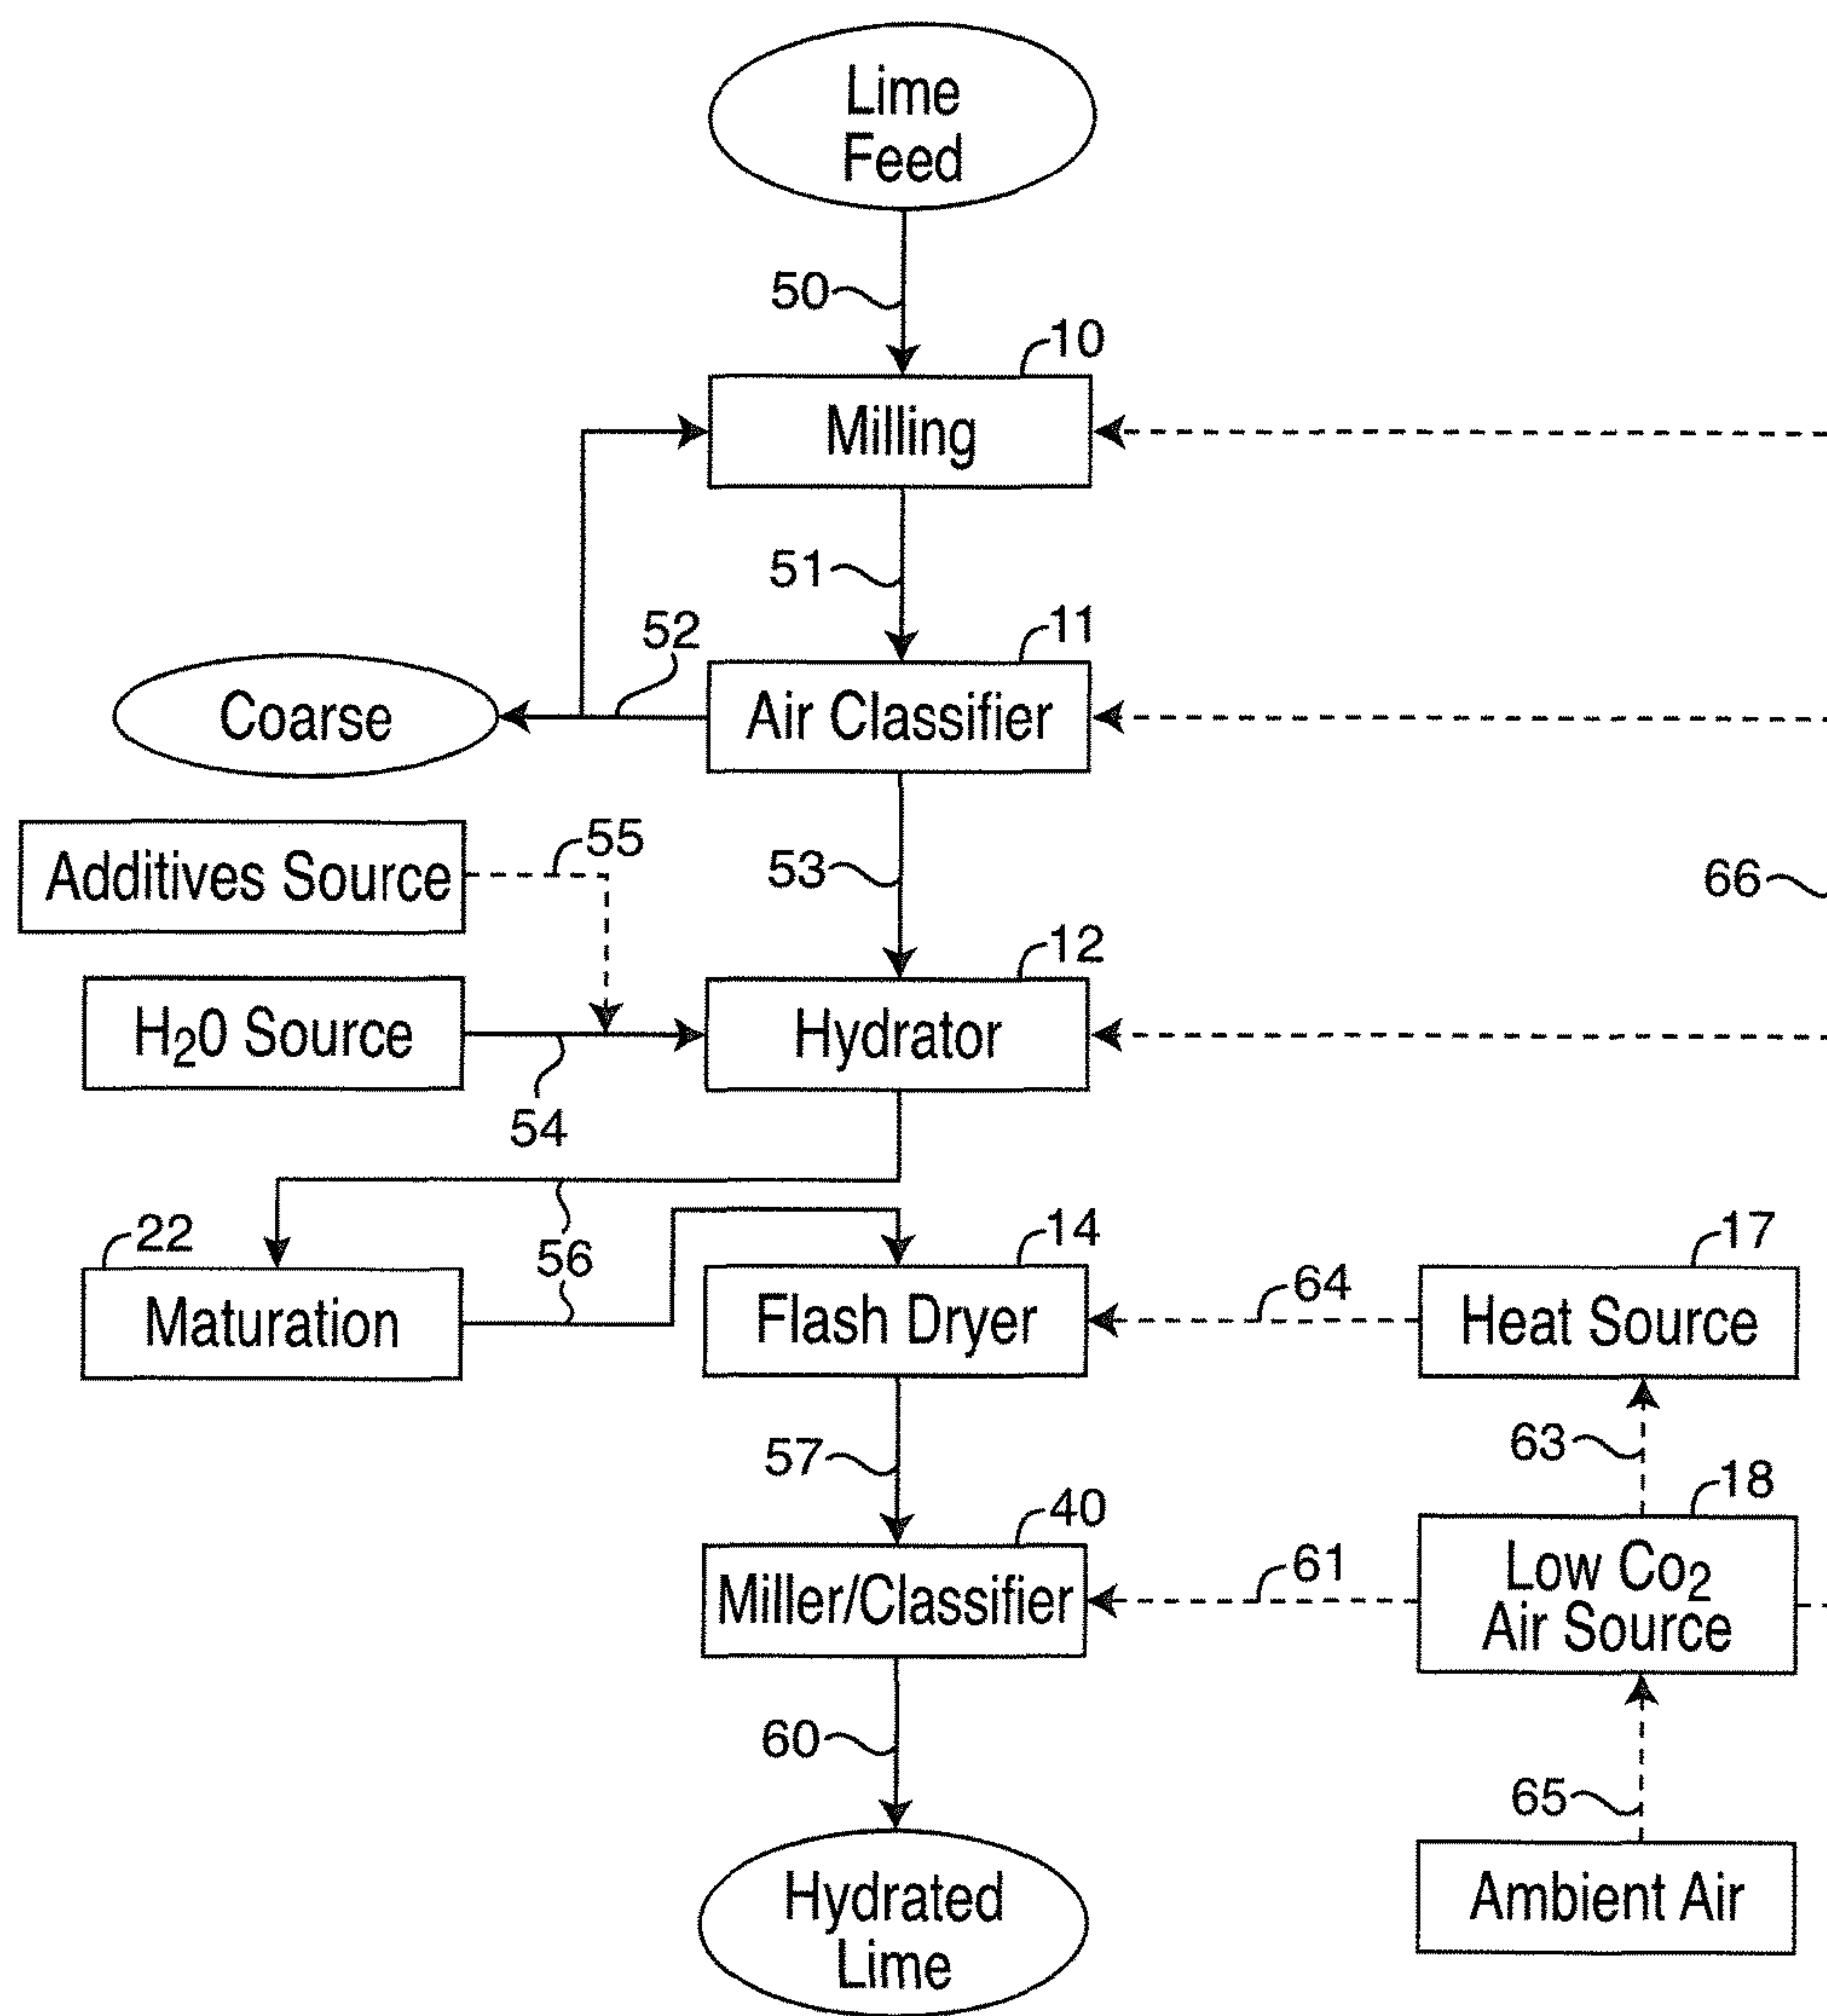 Lime
Feed
50
10
Milling
51
11
52
Coarse
Air Classifier
Additives Source
55
53
66
12
H₂0 Source
Hydrator
54
56
22
Maturation
14
Flash Dryer
64
17
Heat Source
57
63
40
Miller/Classifier
61
18
Low Co₂
Air Source
60
65
Hydrated
Lime
Ambient Air